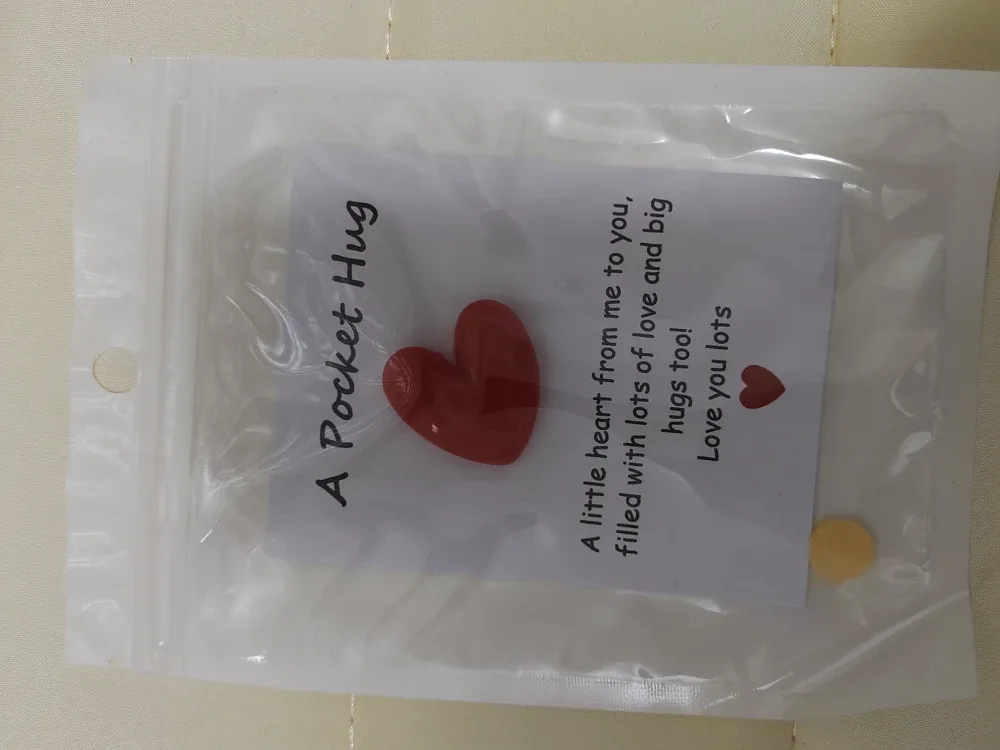 A Pocket Hug
A little heart from me to you,
filled with lots of love and big
hugs too!
Love you lots